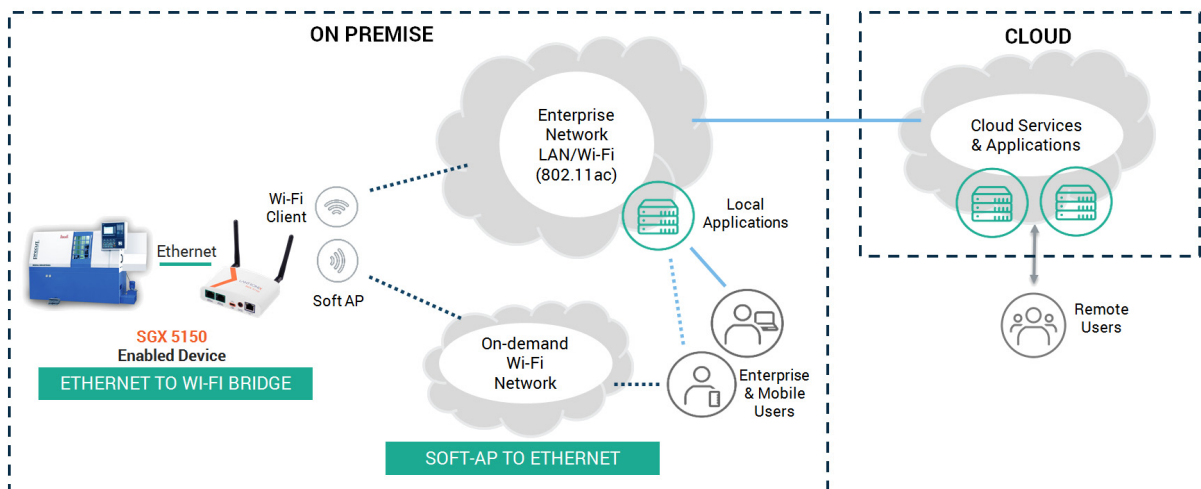 ON PREMISE
CLOUD
Enterprise
Network
LAN/Wi-Fi
(802.11ac)
Cloud Services
& Applications
Wi-Fi
Client
Local
Applications
Ethernet
Soft AP
Remote
Users
SGX 5150
Enabled Device
On-demand
Wi-Fi
Network
ETHERNET TO WI-FI BRIDGE
Enterprise
& Mobile
Users
SOFT-AP TO ETHERNET